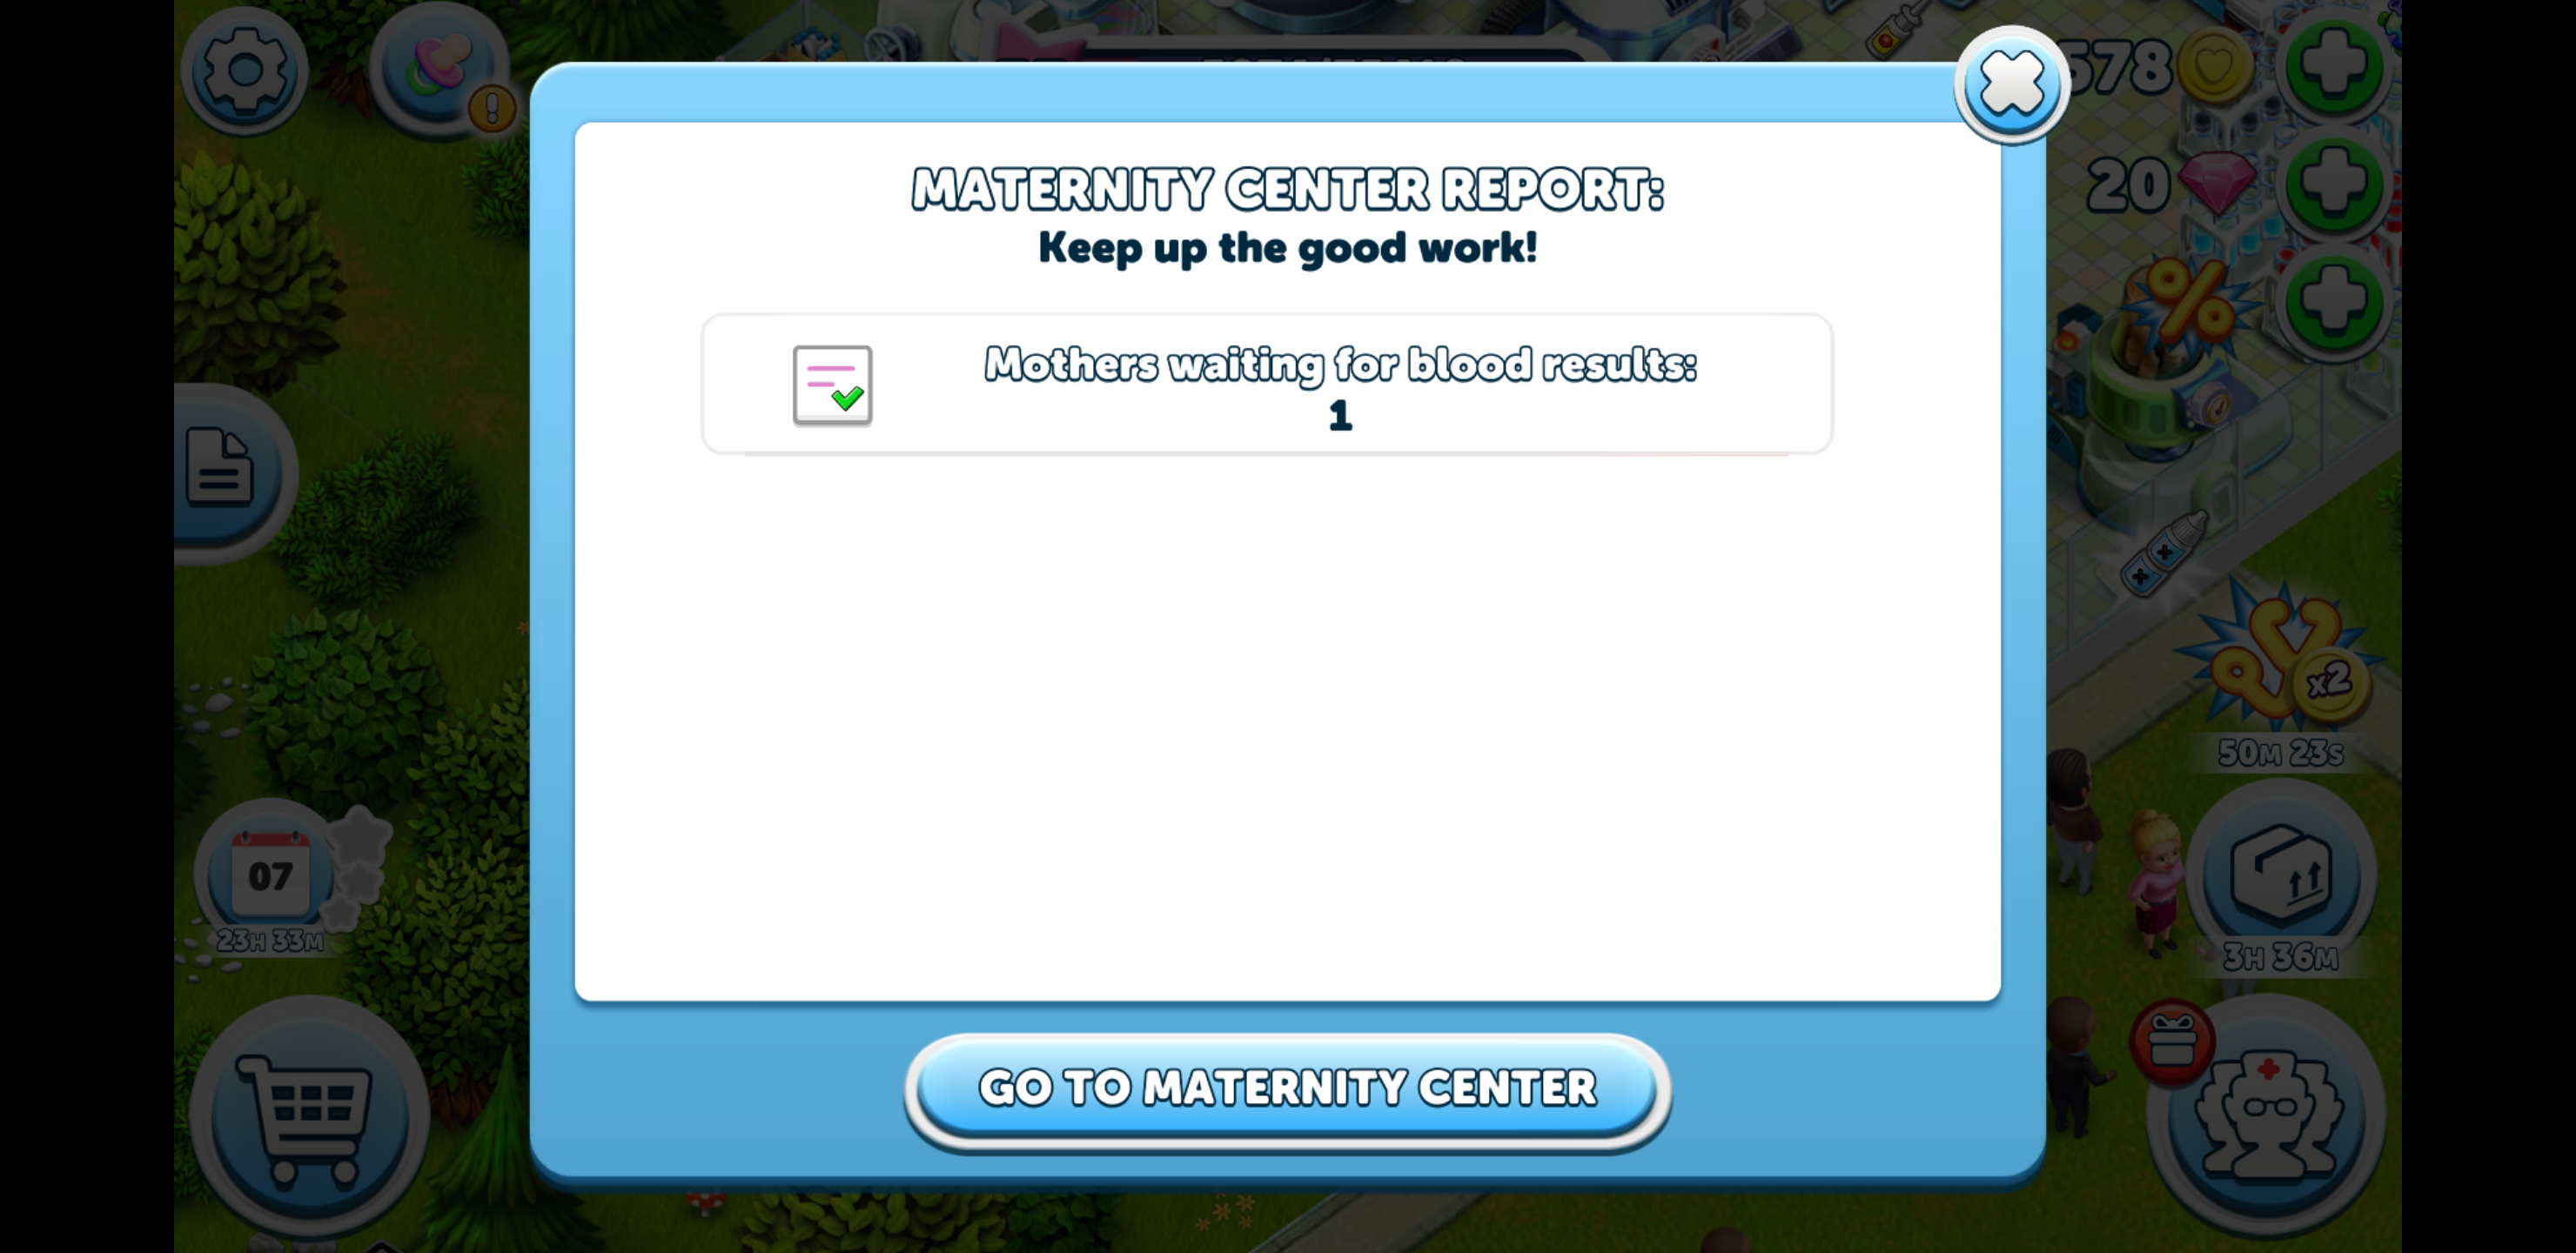 578
MATERNITY CENTER REPORT:
20
Keep up the good work!
Mothers waiting for blood results:
1
x2
50M 23S
07
23H 33M
3H 36M
GO TO MATERNITY CENTER